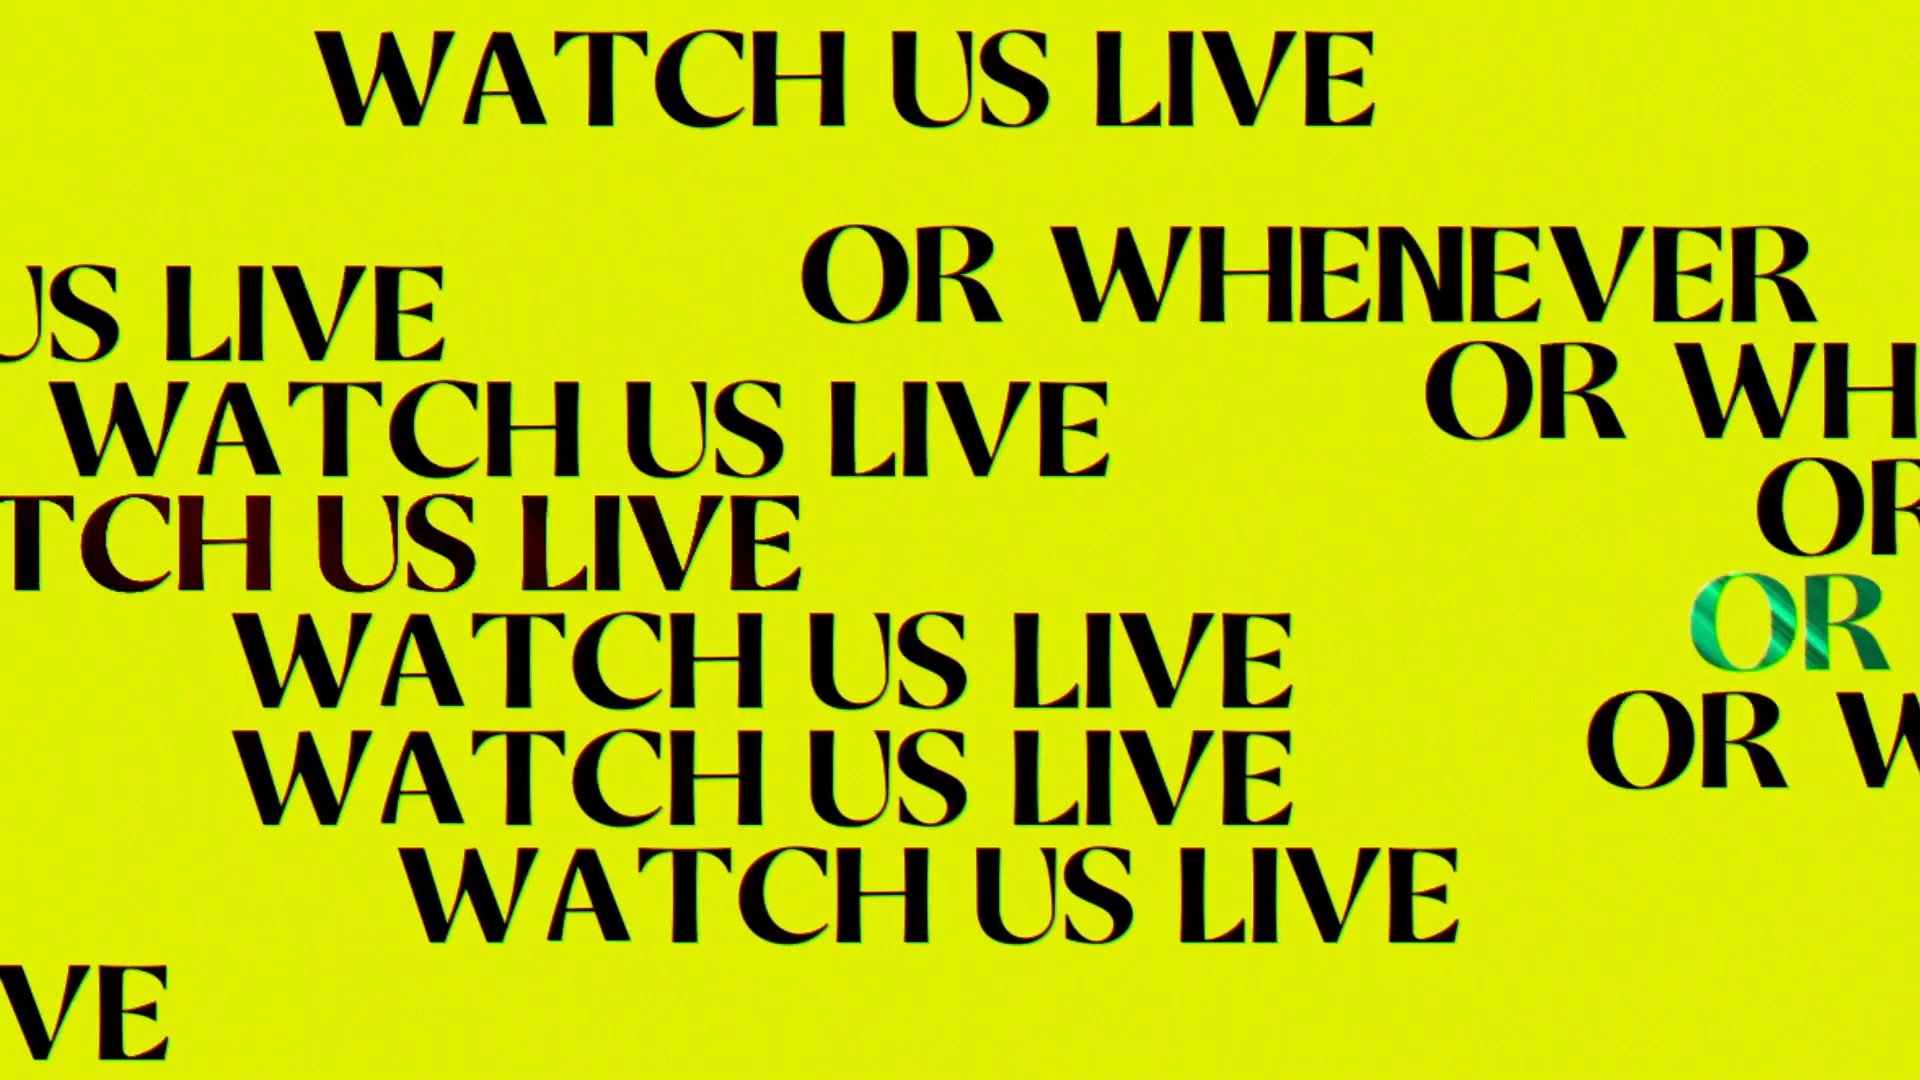 WATCH US LIVE
OR WHENEVER
US LIVE
OR WH
WATCH US LIVE
OR
TCH US LIVE
OR
WATCH US LIVE
OR W
WATCH US LIVE
WATCH US LIVE
VE